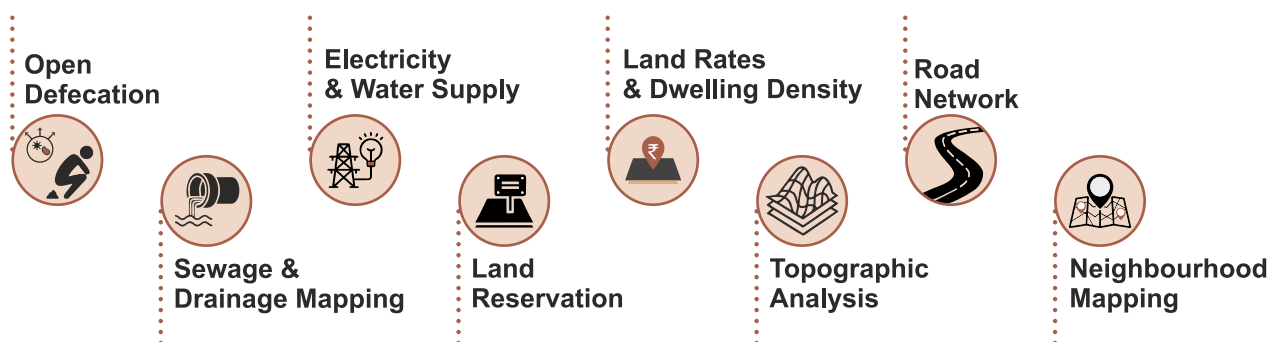 Open
Defecation
Sewage &
Drainage Mapping
Electricity
& Water Supply
Land
Reservation
Land Rates
& Dwelling Density
₹
Topographic
Analysis
Road
Network
Neighbourhood
Mapping